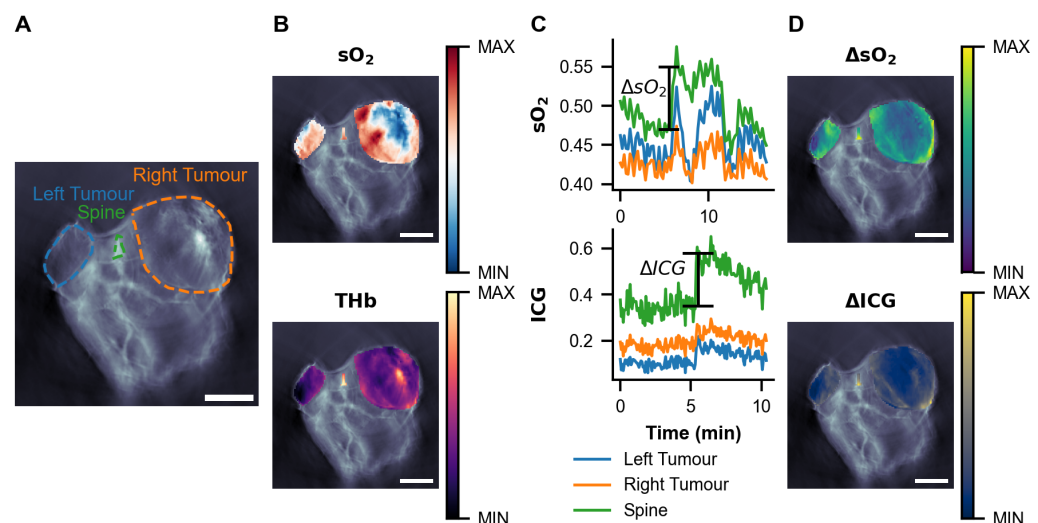 A
Right Tumour
Left Tumour
Spine
B
sO₂
MAX
MIN
THb
MAX
MIN
C
sO₂
0.55
0.50
0.45
0.40
ΔsO₂
0
10
ICG
0.6
0.4
0.2
ΔICG
0
5
10
Time (min)
Left Tumour
Right Tumour
Spine
D
ΔsO₂
MAX
MIN
ΔICG
MAX
MIN